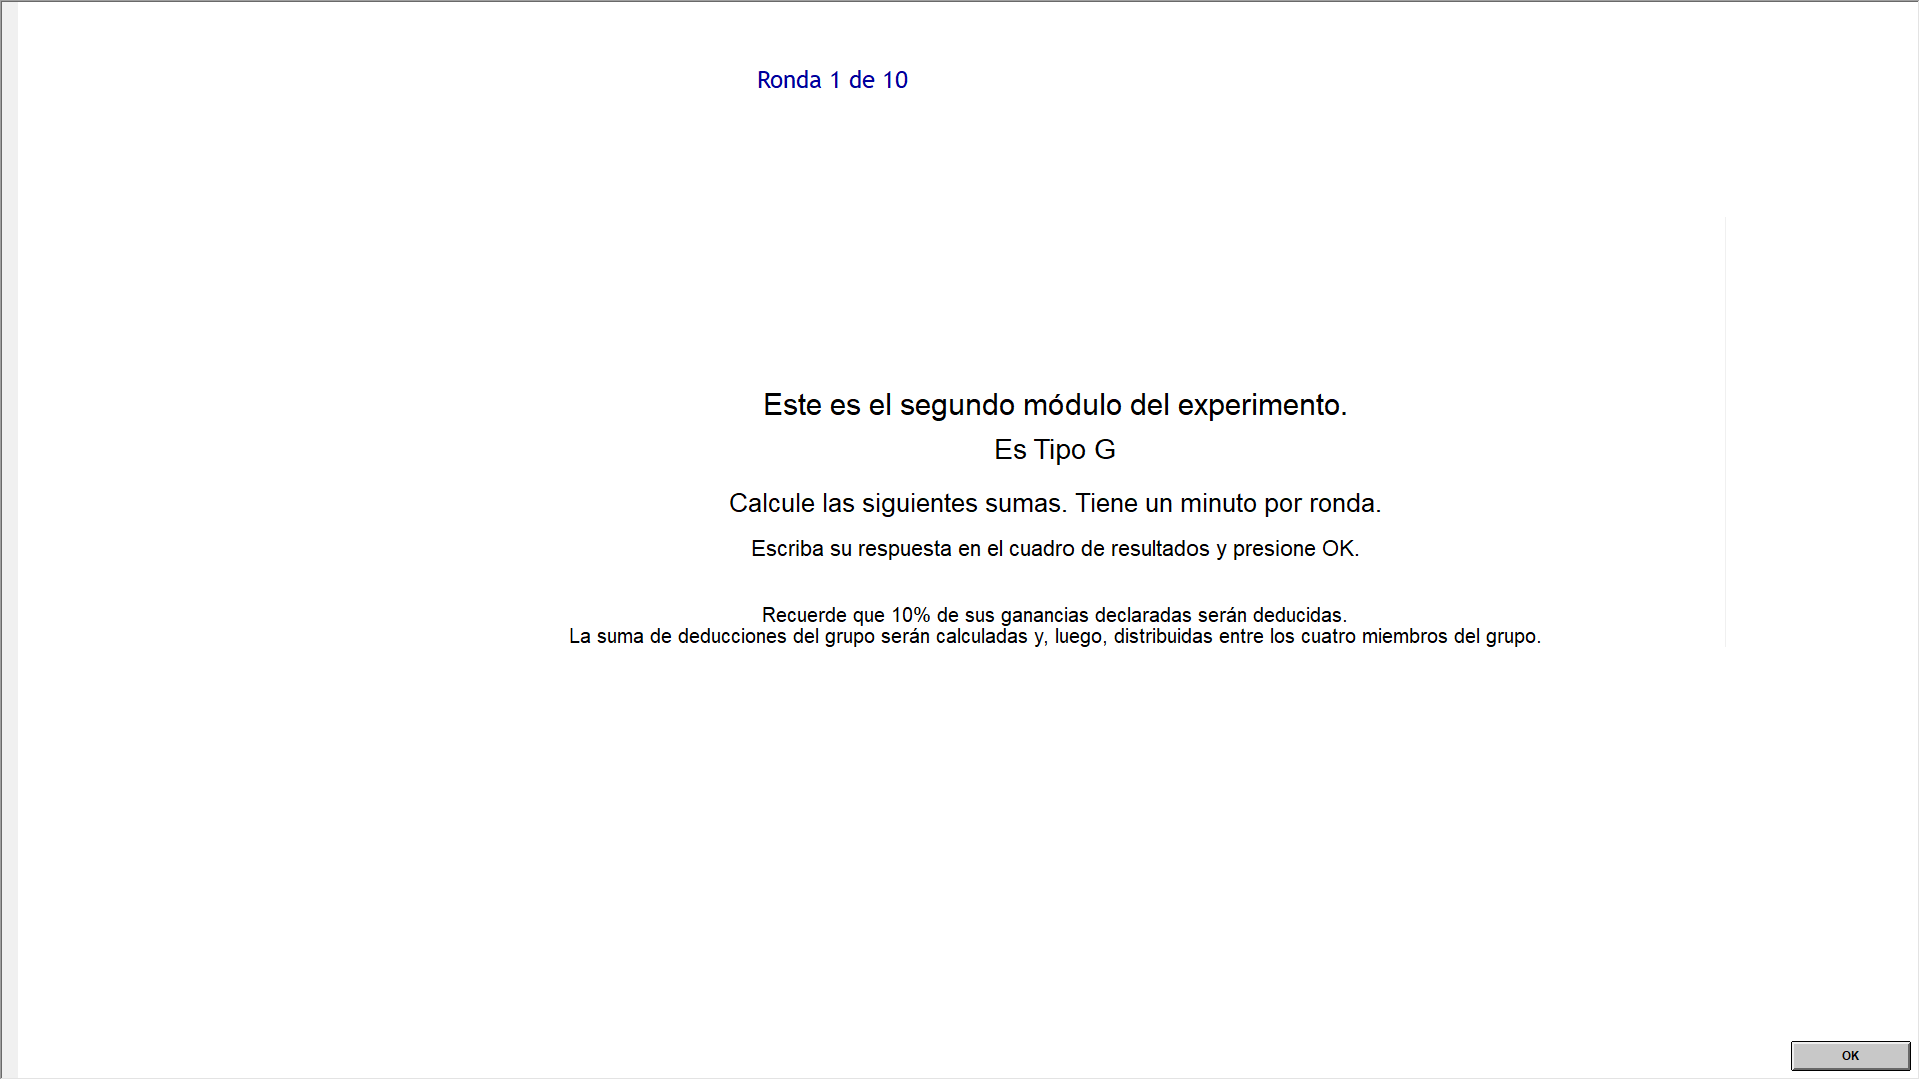 Ronda 1 de 10
Este es el segundo módulo del experimento.
Es Tipo G
Calcule las siguientes sumas. Tiene un minuto por ronda.
Escriba su respuesta en el cuadro de resultados y presione OK.
Recuerde que 10% de sus ganancias declaradas serán deducidas.
La suma de deducciones del grupo serán calculadas y, luego, distribuidas entre los cuatro miembros del grupo.
OK